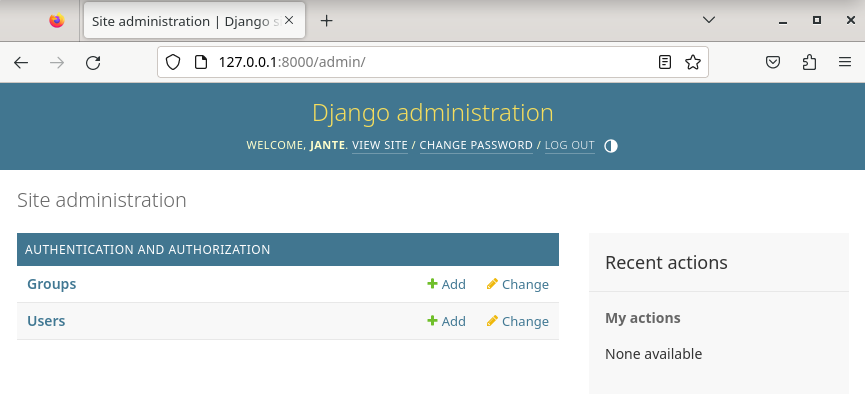 Site administration | Django s
127.0.0.1:8000/admin/
Django administration
WELCOME, JANTE. VIEW SITE / CHANGE PASSWORD / LOG OUT
Site administration
AUTHENTICATION AND AUTHORIZATION
Groups Add Change
Users Add Change
Recent actions
My actions
None available